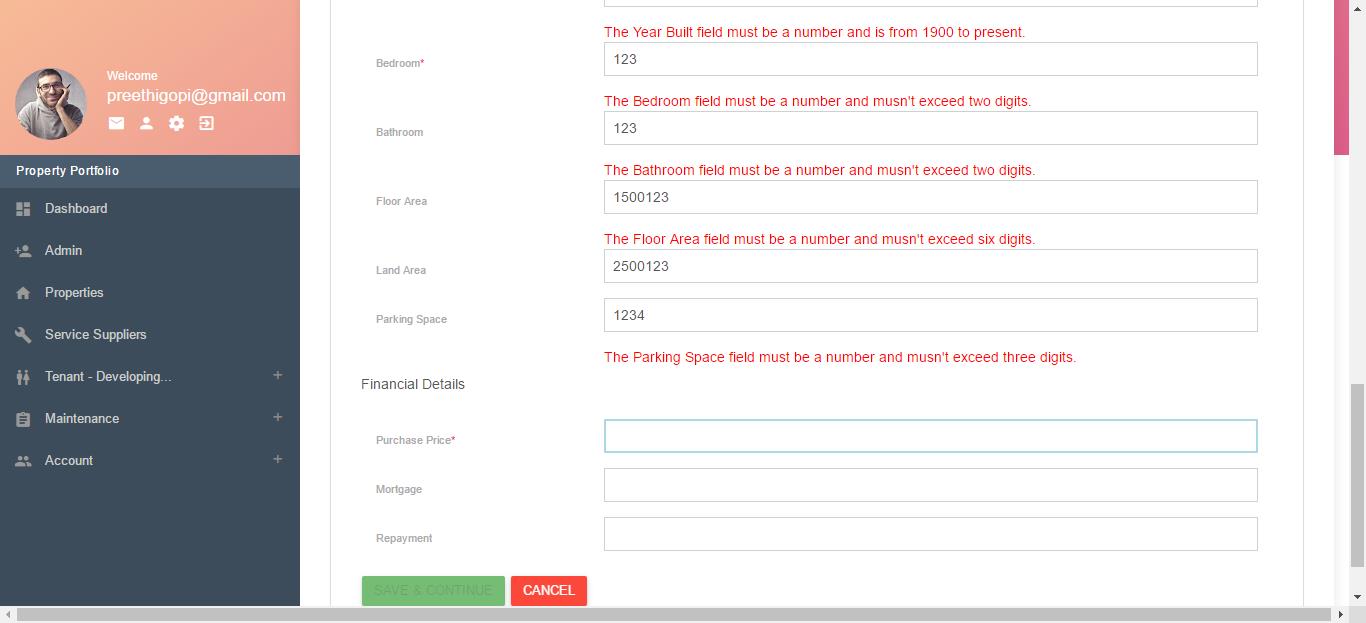 Welcome
preethigopi@gmail.com
Property Portfolio
Dashboard
Admin
Properties
Service Suppliers
Tenant - Developing... +
Maintenance +
Account +
The Year Built field must be a number and is from 1900 to present.
Bedroom* 123
The Bedroom field must be a number and musn't exceed two digits.
Bathroom 123
The Bathroom field must be a number and musn't exceed two digits.
Floor Area 1500123
The Floor Area field must be a number and musn't exceed six digits.
Land Area 2500123
Parking Space 1234
The Parking Space field must be a number and musn't exceed three digits.
Financial Details
Purchase Price*
Mortgage
Repayment
SAVE & CONTINUE CANCEL